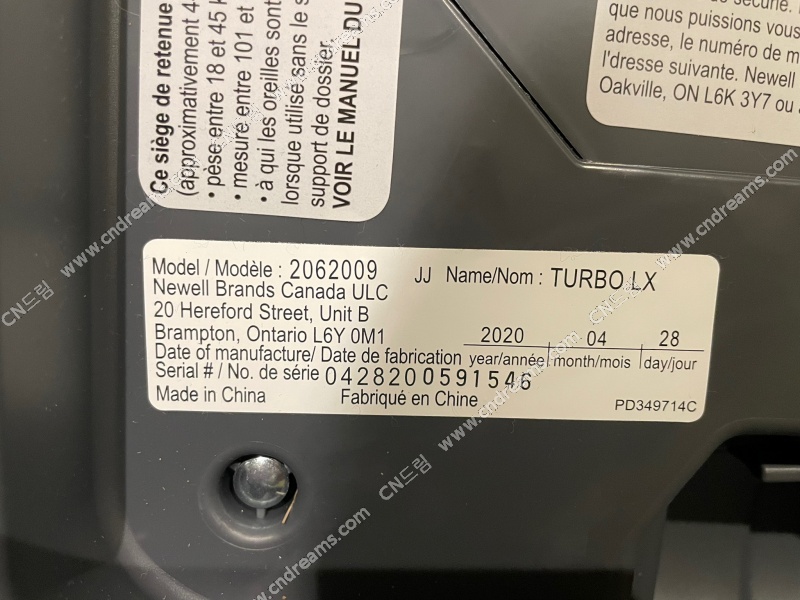 Ce siège de retenue
(approximativement 4
• pèse entre 18 et 45 k
• mesure entre 101 et
• à qui les oreilles sont
lorsque utilisé sans le s
support de dossier.
VOIR LE MANUEL DU
que nous puissions vous
adresse, le numéro de m
l'dresse suivante. Newell
Oakville, ON L6K 3Y7 ou
Model / Modèle : 2062009 JJ Name/Nom : TURBO LX
Newell Brands Canada ULC
20 Hereford Street, Unit B
Brampton, Ontario L6Y 0M1 2020 04 28
Date of manufacture/ Date de fabrication year/année month/mois day/jour
Serial # / No. de série 0428200591546
Made in China Fabriqué en Chine PD349714C
CN드림 www.cndreams.com